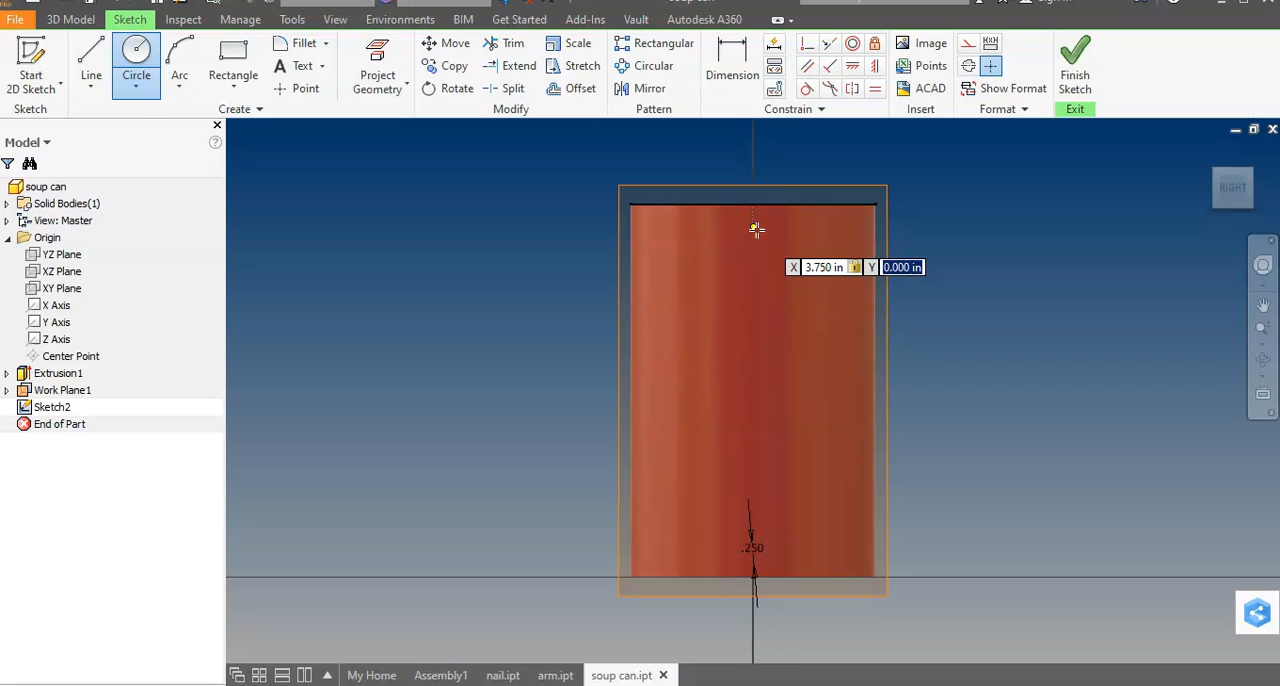 soup can
Sign In
File 3D Model Sketch Inspect Manage Tools View Environments BIM Get Started Add-Ins Vault Autodesk A360
Start
2D Sketch
Line
Circle
Arc
Rectangle
Fillet
Text
Point
Project
Geometry
Move Trim Scale
Copy Extend Stretch
Rotate Split Offset
Rectangular
Circular
Mirror
Dimension
Image
Points
ACAD
Show Format
Finish
Sketch
Sketch Create Modify Pattern Constrain Insert Format Exit
Model
soup can
Solid Bodies(1)
View: Master
Origin
YZ Plane
XZ Plane
XY Plane
X Axis
Y Axis
Z Axis
Center Point
Extrusion1
Work Plane1
Sketch2
End of Part
RIGHT
X 3.750 in Y 0.000 in
.250
My Home Assembly1 nail.ipt arm.ipt soup can.ipt